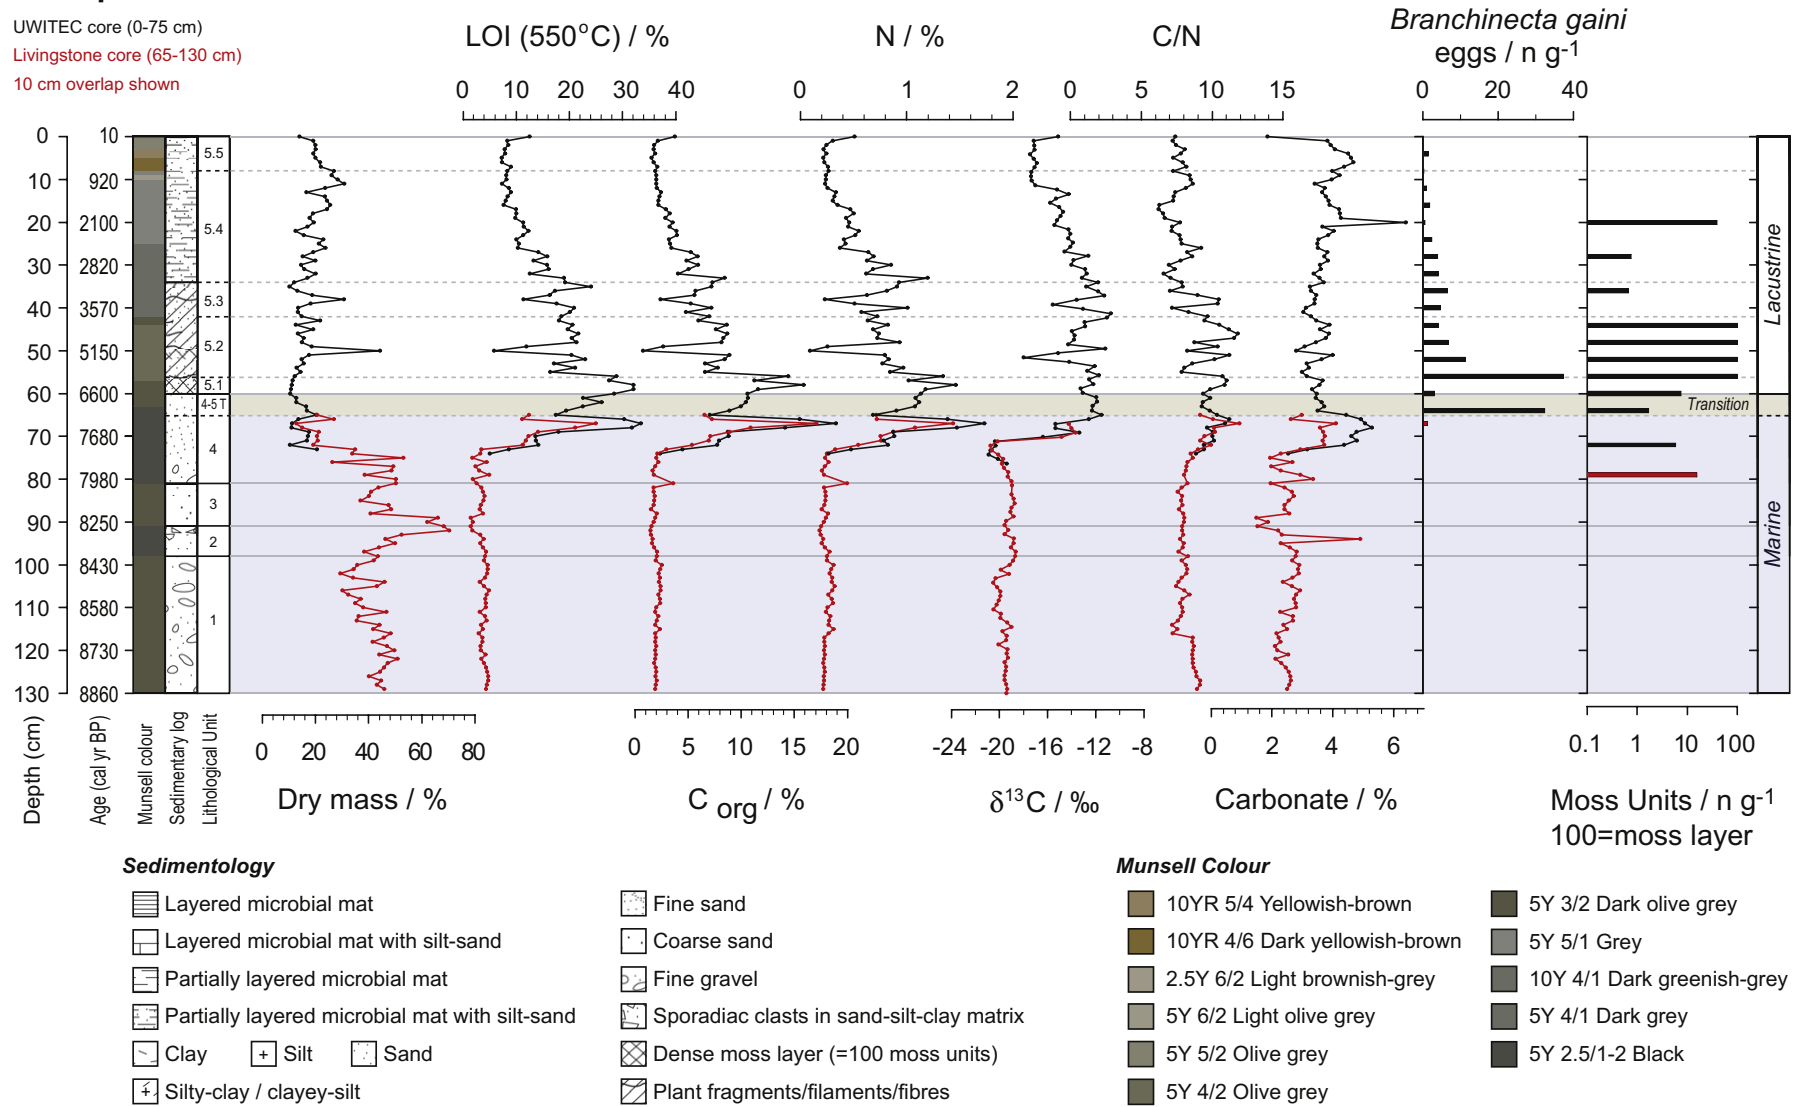 UWITEC core (0-75 cm)
Livingstone core (65-130 cm)
10 cm overlap shown
LOI (550°C) / %
N / %
C/N
Branchinecta gaini
eggs / n g-1
0 10 20 30 40
0 1 2
0 5 10 15
0 20 40
0 10
10 920
20 2100
30 2820
40 3570
50 5150
60 6600
70 7680
80 7980
90 8250
100 8430
110 8580
120 8730
130 8860
5.5
5.4
5.3
5.2
5.1
4-5 T
4
3
2
1
Lacustrine
Transition
Marine
Depth (cm)
Age (cal yr BP)
Munsell colour
Sedimentary log
Lithological Unit
0 20 40 60 80
0 5 10 15 20
-24 -20 -16 -12 -8
0 2 4 6
0.1 1 10 100
Dry mass / %
C org / %
δ13C / ‰
Carbonate / %
Moss Units / n g-1
100=moss layer
Sedimentology
Layered microbial mat
Layered microbial mat with silt-sand
Partially layered microbial mat
Partially layered microbial mat with silt-sand
Clay
Silt
Sand
Silty-clay / clayey-silt
Fine sand
Coarse sand
Fine gravel
Sporadiac clasts in sand-silt-clay matrix
Dense moss layer (=100 moss units)
Plant fragments/filaments/fibres
Munsell Colour
10YR 5/4 Yellowish-brown
10YR 4/6 Dark yellowish-brown
2.5Y 6/2 Light brownish-grey
5Y 6/2 Light olive grey
5Y 5/2 Olive grey
5Y 4/2 Olive grey
5Y 3/2 Dark olive grey
5Y 5/1 Grey
10Y 4/1 Dark greenish-grey
5Y 4/1 Dark grey
5Y 2.5/1-2 Black